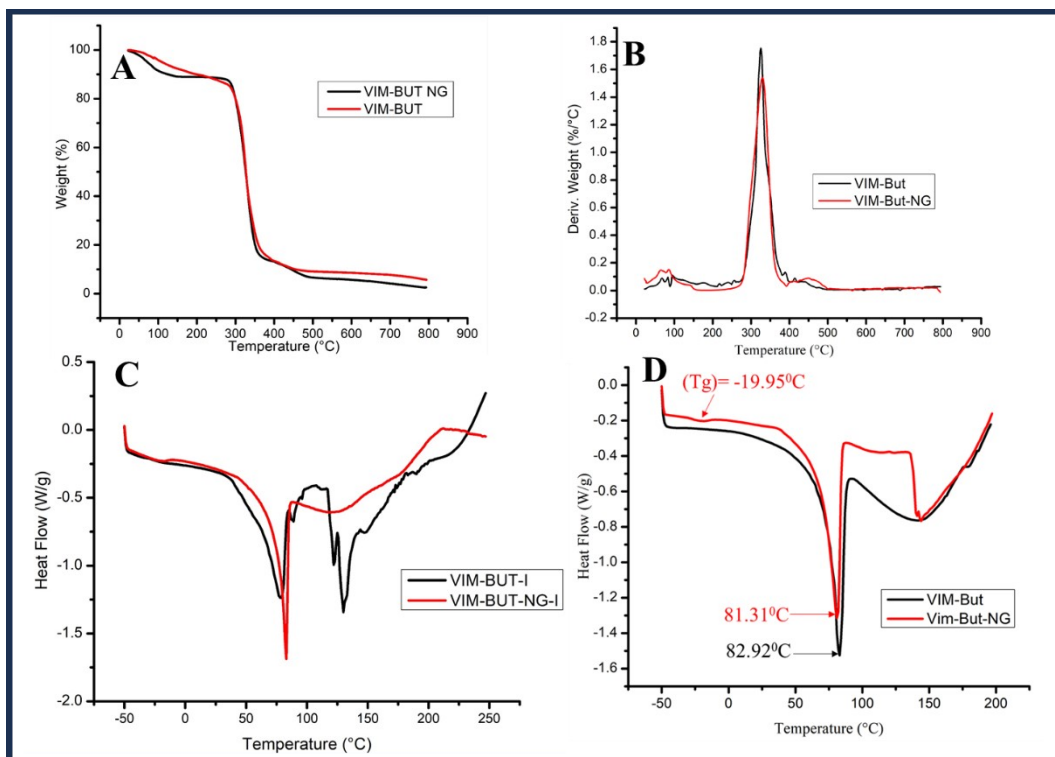 A
100
80
60
40
20
0
Weight (%)
VIM-BUT NG
VIM-BUT
0 100 200 300 400 500 600 700 800 900
Temperature (°C)
B
1.8
1.6
1.4
1.2
1.0
0.8
0.6
0.4
0.2
0.0
-0.2
Deriv. Weight (%/°C)
VIM-But
VIM-But-NG
0 100 200 300 400 500 600 700 800 900
Temperature (°C)
C
0.5
0.0
-0.5
-1.0
-1.5
-2.0
Heat Flow (W/g)
VIM-BUT-I
VIM-BUT-NG-I
-50 0 50 100 150 200 250
Temperature (°C)
D
(Tg)= -19.95⁰C
0.0
-0.2
-0.4
-0.6
-0.8
-1.0
-1.2
-1.4
-1.6
Heat Flow (W/g)
81.31⁰C
82.92⁰C
VIM-But
Vim-But-NG
-50 0 50 100 150 200
Temperature (°C)